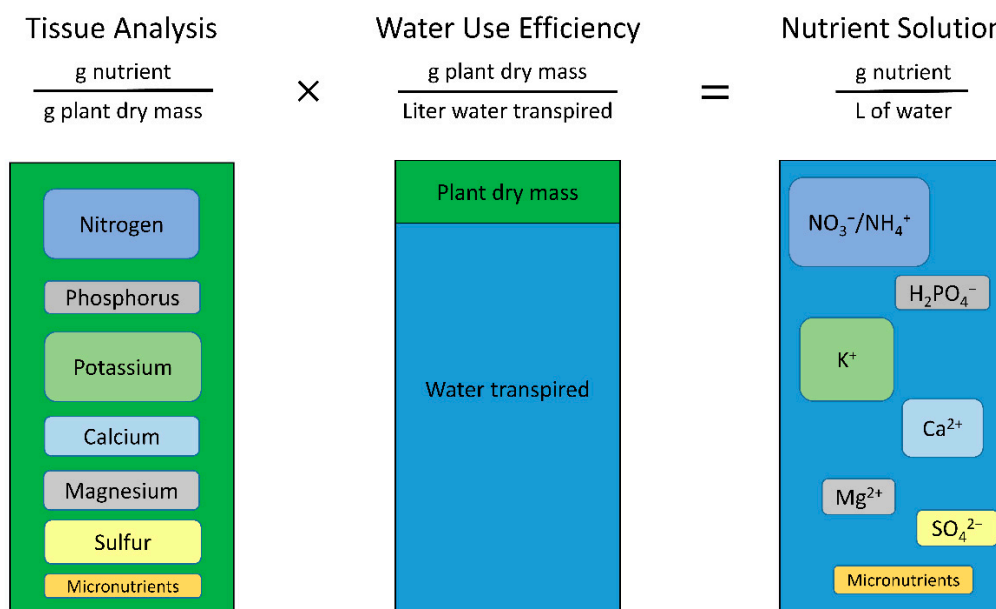 Tissue Analysis
g nutrient
g plant dry mass
×
Water Use Efficiency
g plant dry mass
Liter water transpired
=
Nutrient Solution
g nutrient
L of water
Nitrogen
Phosphorus
Potassium
Calcium
Magnesium
Sulfur
Micronutrients
Plant dry mass
Water transpired
NO₃⁻/NH₄⁺
H₂PO₄⁻
K⁺
Ca²⁺
Mg²⁺
SO₄²⁻
Micronutrients